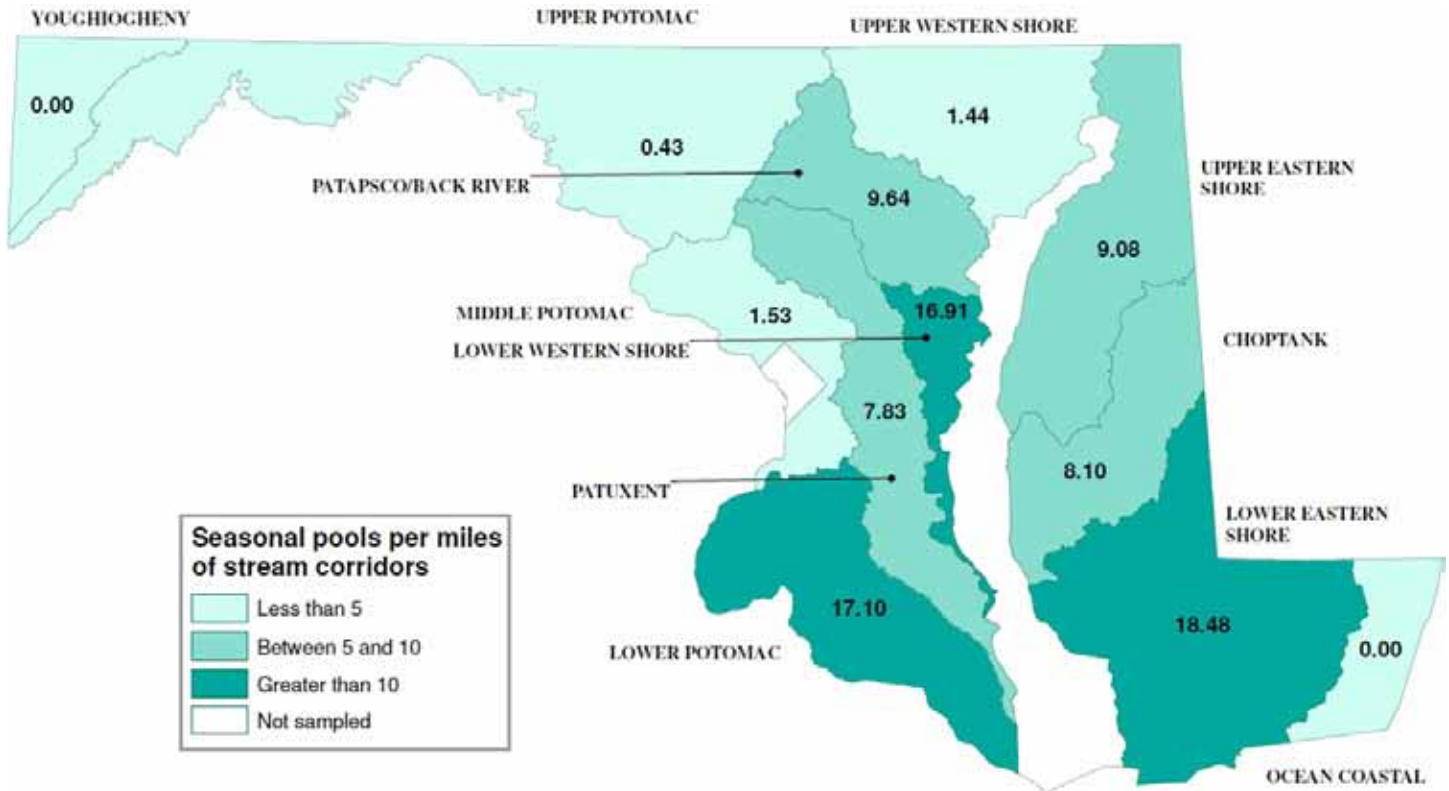 YOUGHIOGHENY
UPPER POTOMAC
UPPER WESTERN SHORE
0.00
1.44
0.43
PATAPSCO/BACK RIVER
9.64
UPPER EASTERN
SHORE
9.08
16.91
MIDDLE POTOMAC
1.53
LOWER WESTERN SHORE
CHOPTANK
7.83
8.10
PATUXENT
LOWER EASTERN
SHORE
Seasonal pools per miles
of stream corridors
Less than 5
Between 5 and 10
Greater than 10
Not sampled
17.10
18.48
0.00
LOWER POTOMAC
OCEAN COASTAL